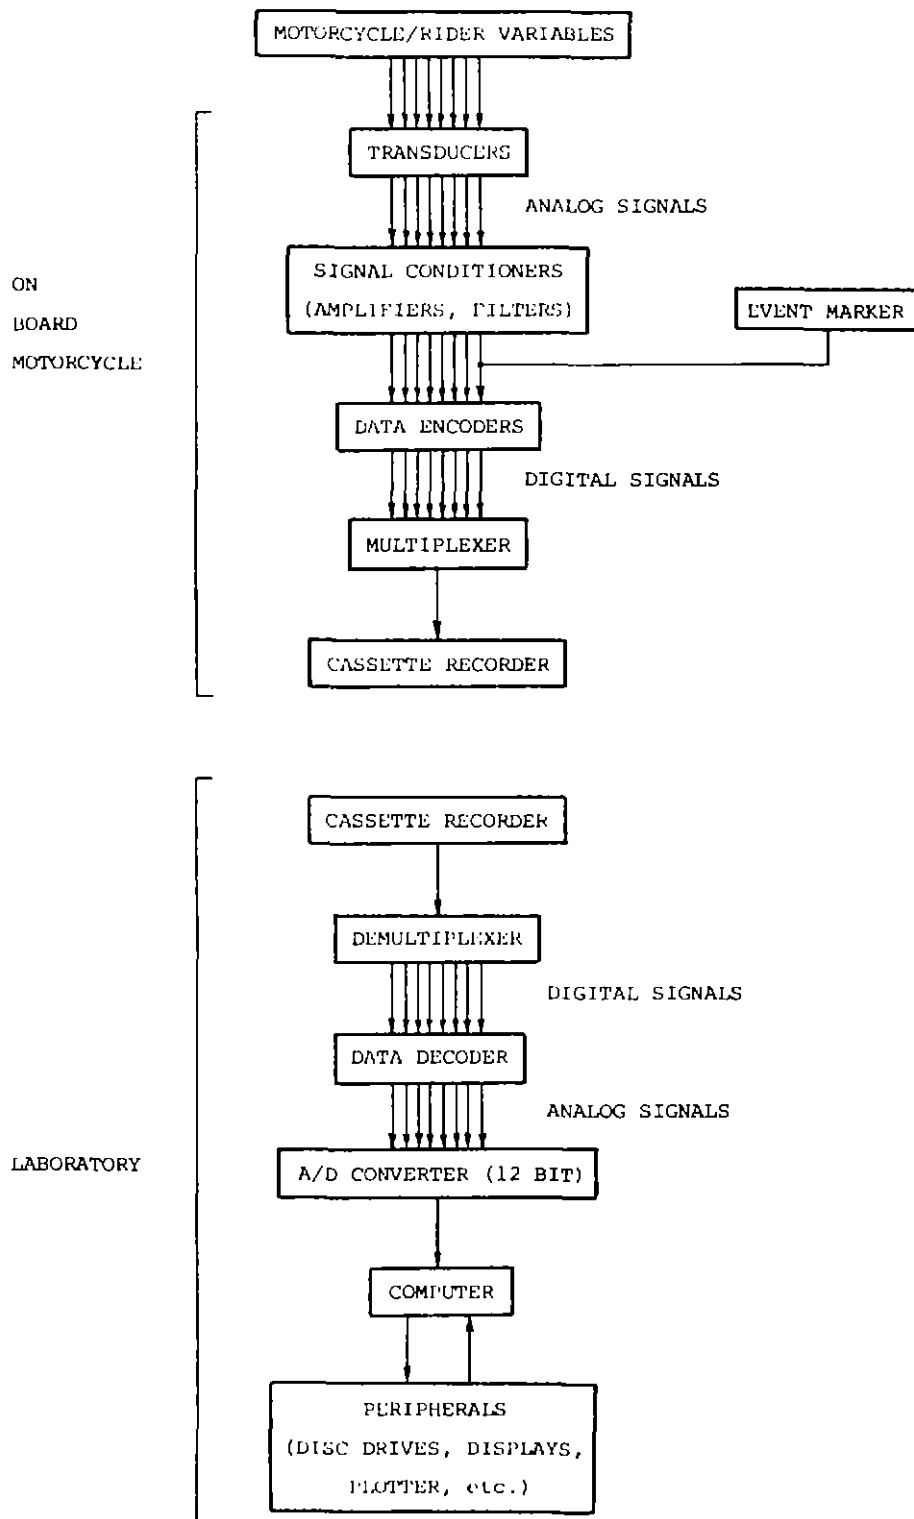 MOTORCYCLE/RIDER VARIABLES
TRANSDUCERS
ANALOG SIGNALS
SIGNAL CONDITIONERS
(AMPLIFIERS, FILTERS)
EVENT MARKER
ON
BOARD
MOTORCYCLE
DATA ENCODERS
DIGITAL SIGNALS
MULTIPLEXER
CASSETTE RECORDER
CASSETTE RECORDER
DEMULTIPLEXER
DIGITAL SIGNALS
DATA DECODER
ANALOG SIGNALS
LABORATORY
A/D CONVERTER (12 BIT)
COMPUTER
PERIPHERALS
(DISC DRIVES, DISPLAYS,
PLOTTER, etc.)